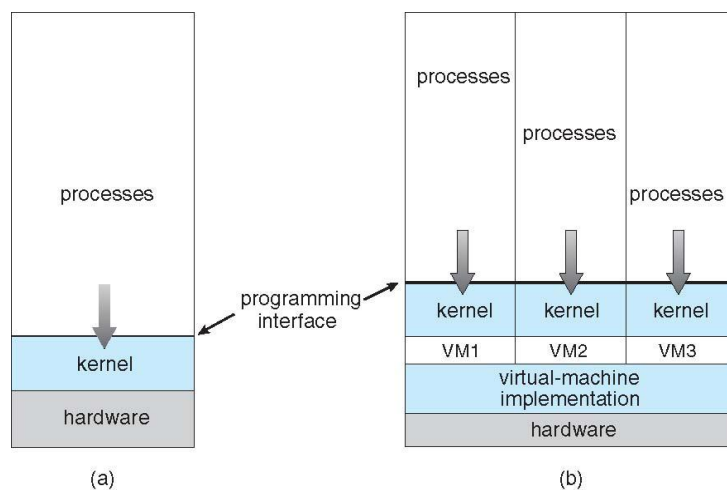 processes
kernel
hardware
(a)
programming
interface
processes
processes
processes
kernel
kernel
kernel
VM1
VM2
VM3
virtual-machine
implementation
hardware
(b)